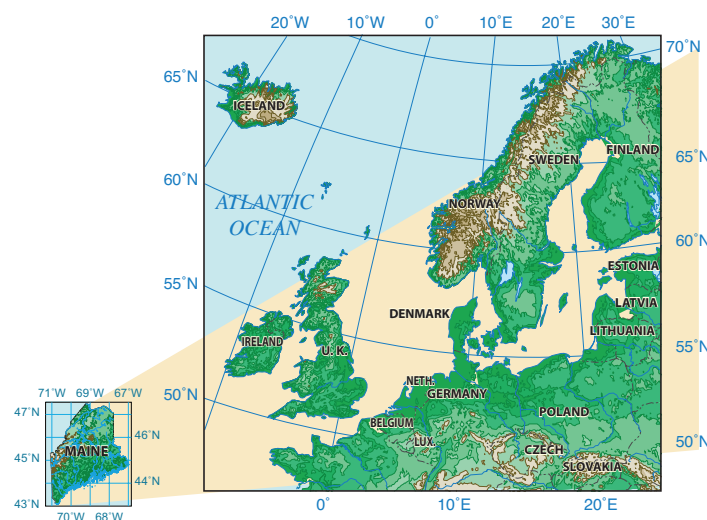 20˚W 10˚W 0˚ 10˚E 20˚E 30˚E
70˚N
65˚N
ICELAND
FINLAND
SWEDEN
65˚N
60˚N
ATLANTIC
OCEAN
NORWAY
60˚N
ESTONIA
55˚N
LATVIA
DENMARK
LITHUANIA
IRELAND
U. K.
55˚N
NETH.
GERMANY
50˚N
POLAND
BELGIUM
LUX.
CZECH
SLOVAKIA
50˚N
0˚ 10˚E 20˚E
71˚W 69˚W 67˚W
47˚N
46˚N
MAINE
45˚N
44˚N
43˚N
70˚W 68˚W